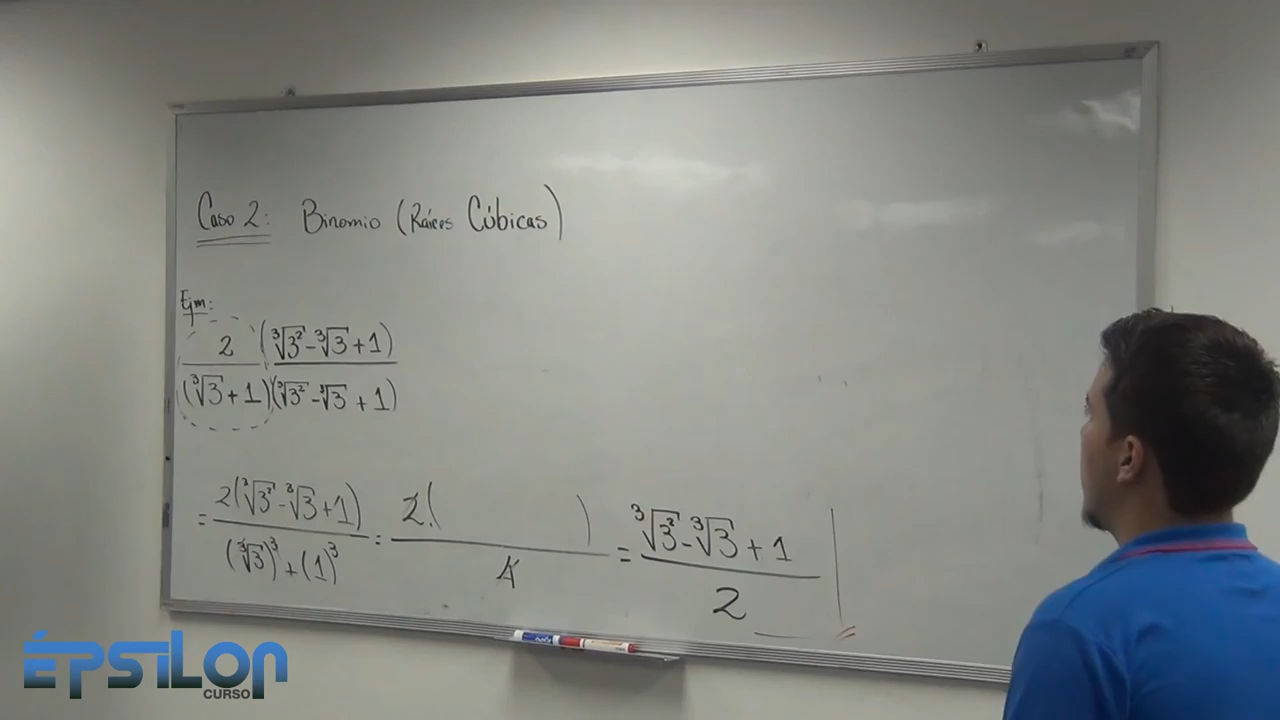 Caso 2: Binomio (Raíces Cúbicas)
Ejm:
2 (∛3² - ∛3 + 1)
(∛3 + 1)(∛3² - ∛3 + 1)
= 2(∛3² - ∛3 + 1) / (∛3)³ + (1)³ = 2( ) / 4 = ∛3² - ∛3 + 1 / 2
ÉPSILON
CURSO